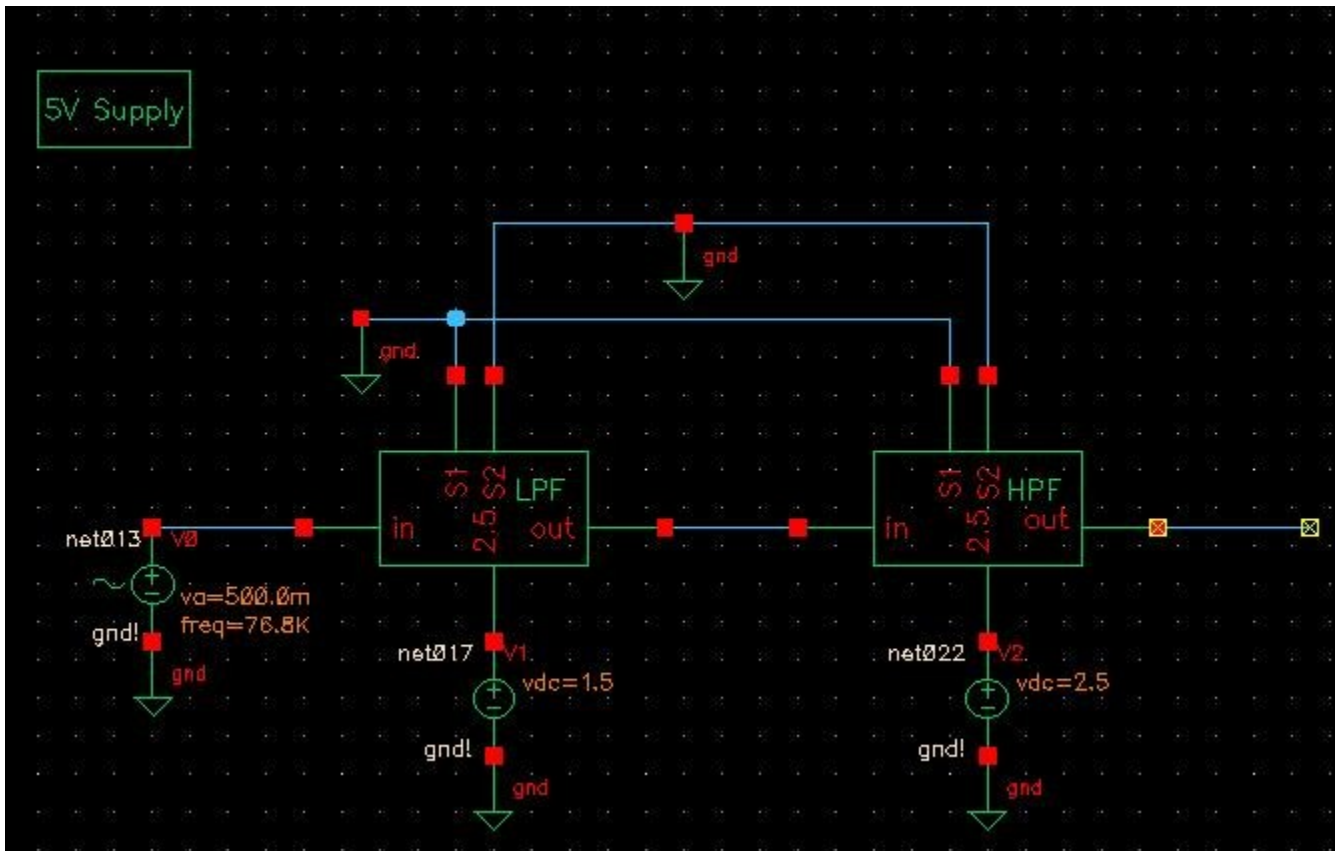 5V Supply
gnd
gnd
S1
S2
LPF
S1
S2
HPF
in
2.5
out
in
2.5
out
net013
V0
va=500.0m
freq=76.8K
gnd!
gnd
net017
V1
vdc=1.5
net022
V2
vdc=2.5
gnd!
gnd
gnd!
gnd